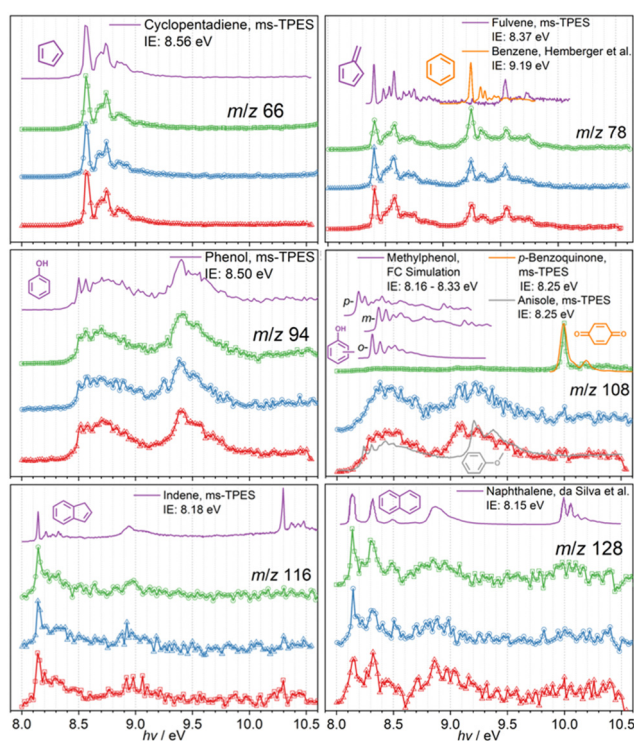 Cyclopentadiene, ms-TPES
IE: 8.56 eV
m/z 66
Fulvene, ms-TPES
IE: 8.37 eV
Benzene, Hemberger et al.
IE: 9.19 eV
m/z 78
OH
Phenol, ms-TPES
IE: 8.50 eV
m/z 94
Methylphenol,
FC Simulation
IE: 8.16 - 8.33 eV
p-Benzoquinone,
ms-TPES
IE: 8.25 eV
Anisole, ms-TPES
IE: 8.25 eV
p-
m-
OH
o-
O O
m/z 108
O
Indene, ms-TPES
IE: 8.18 eV
m/z 116
Naphthalene, da Silva et al.
IE: 8.15 eV
m/z 128
8.0 8.5 9.0 9.5 10.0 10.5
hν / eV
8.0 8.5 9.0 9.5 10.0 10.5
hν / eV